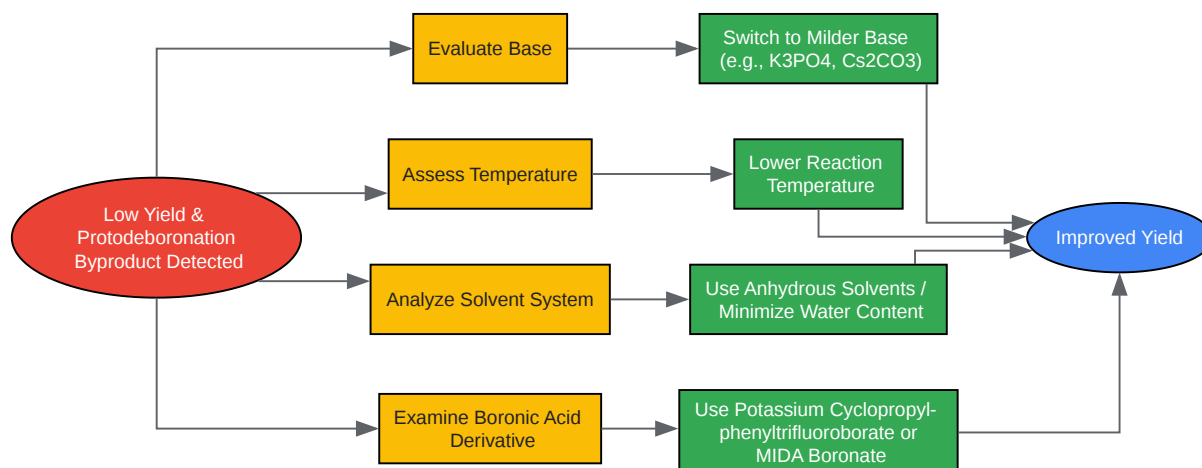 Low Yield &
Protodeboronation
Byproduct Detected
Evaluate Base
Switch to Milder Base
(e.g., K3PO4, Cs2CO3)
Assess Temperature
Lower Reaction
Temperature
Analyze Solvent System
Use Anhydrous Solvents /
Minimize Water Content
Examine Boronic Acid
Derivative
Use Potassium Cyclopropyl-
phenyltrifluoroborate or
MIDA Boronate
Improved Yield